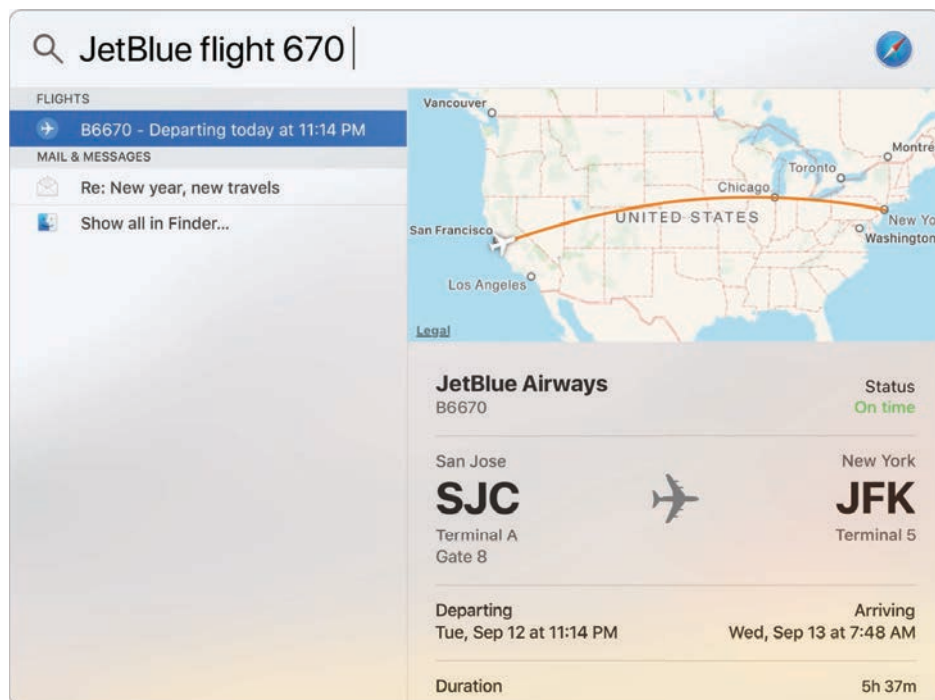 JetBlue flight 670
FLIGHTS
B6670 - Departing today at 11:14 PM
MAIL & MESSAGES
Re: New year, new travels
Show all in Finder...
Vancouver
Montre
Toronto
Chicago
UNITED STATES
New Yo
San Francisco
Washington
Los Angeles
Legal
JetBlue Airways
Status
B6670
On time
San Jose
New York
SJC
JFK
Terminal A
Terminal 5
Gate 8
Departing
Arriving
Tue, Sep 12 at 11:14 PM
Wed, Sep 13 at 7:48 AM
Duration
5h 37m